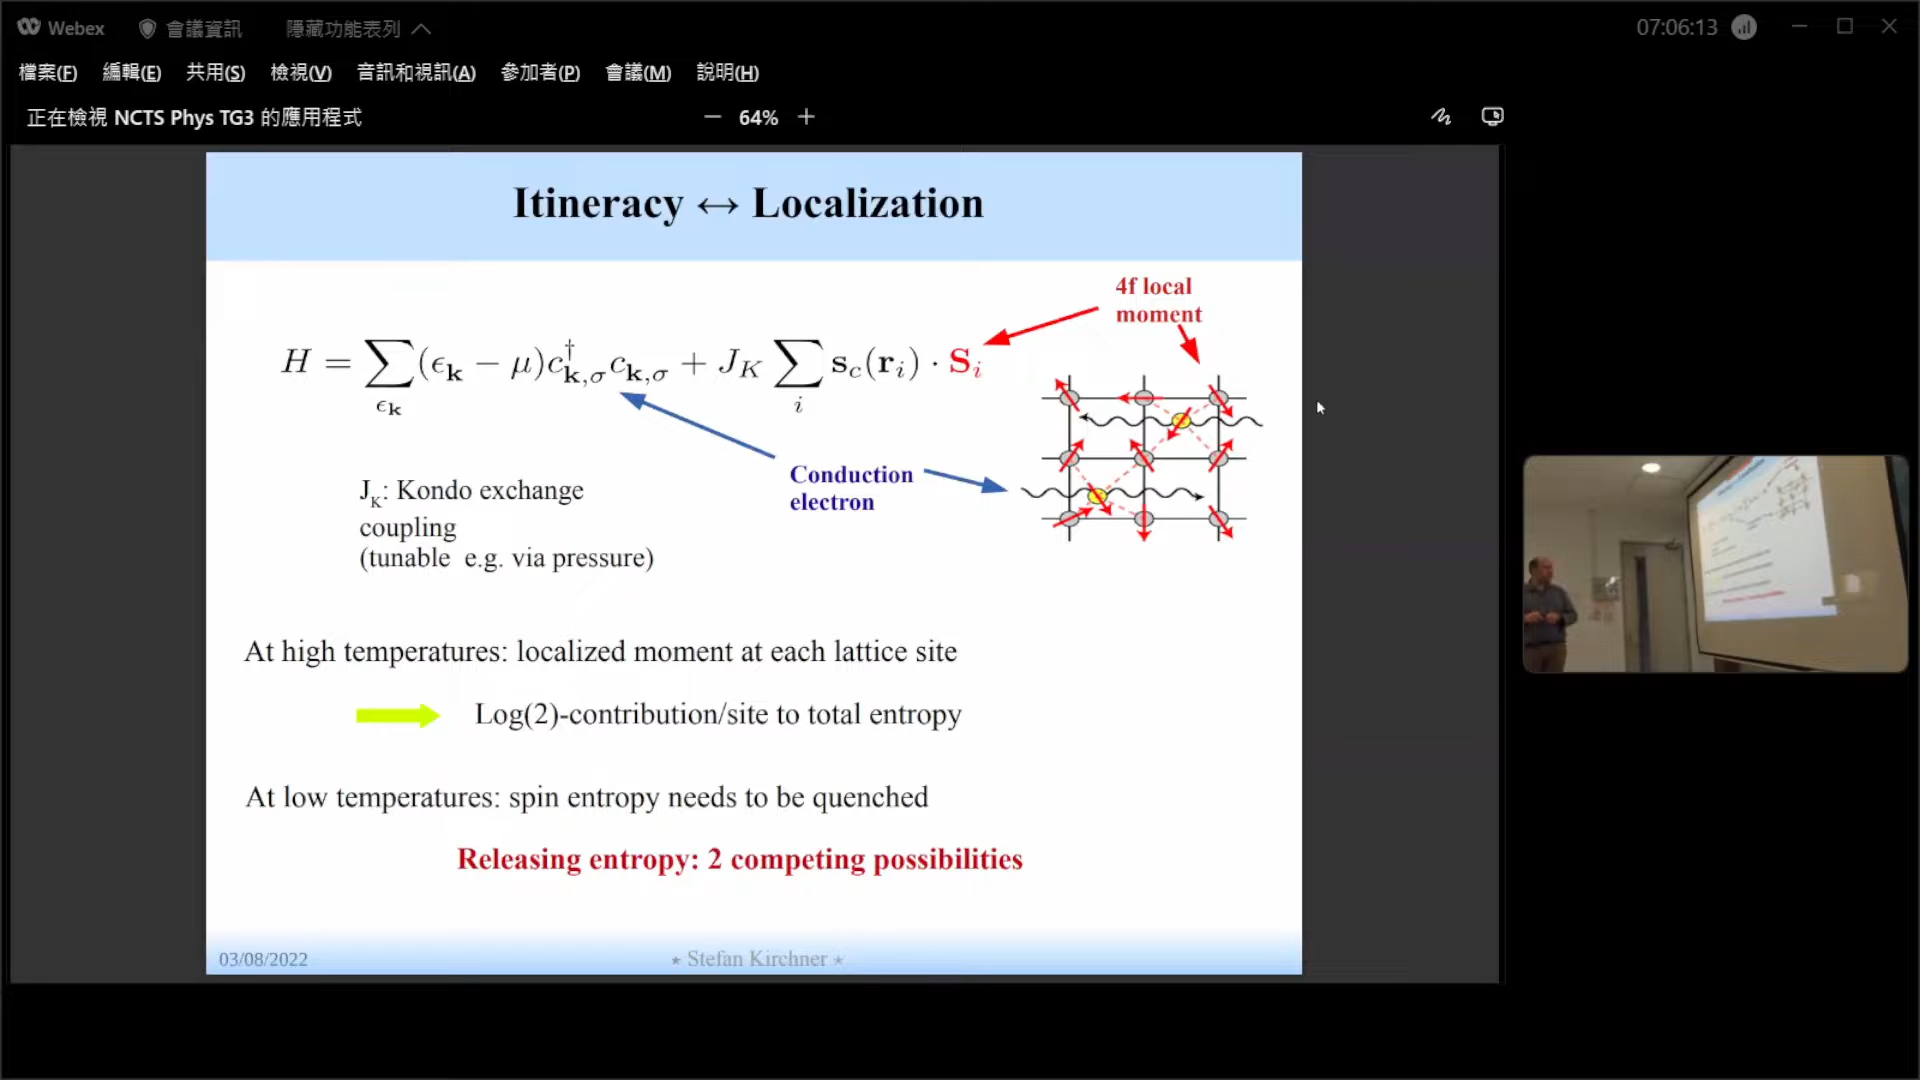 Webex 會議資訊 隱藏功能表列 07:06:13
檔案(F) 編輯(E) 共用(S) 檢視(V) 音訊和視訊(A) 參加者(P) 會議(M) 說明(H)
正在檢視 NCTS Phys TG3 的應用程式 − 64% +
Itineracy ↔ Localization
4f local
moment
H = ∑_{ϵ_𝐤} (ϵ_𝐤 − μ)c†_{𝐤,σ}c_{𝐤,σ} + J_K ∑_i 𝐬_c(𝐫_i) · 𝐒_i
Conduction
electron
J_K: Kondo exchange
coupling
(tunable e.g. via pressure)
At high temperatures: localized moment at each lattice site
Log(2)-contribution/site to total entropy
At low temperatures: spin entropy needs to be quenched
Releasing entropy: 2 competing possibilities
03/08/2022 ⋆ Stefan Kirchner ⋆